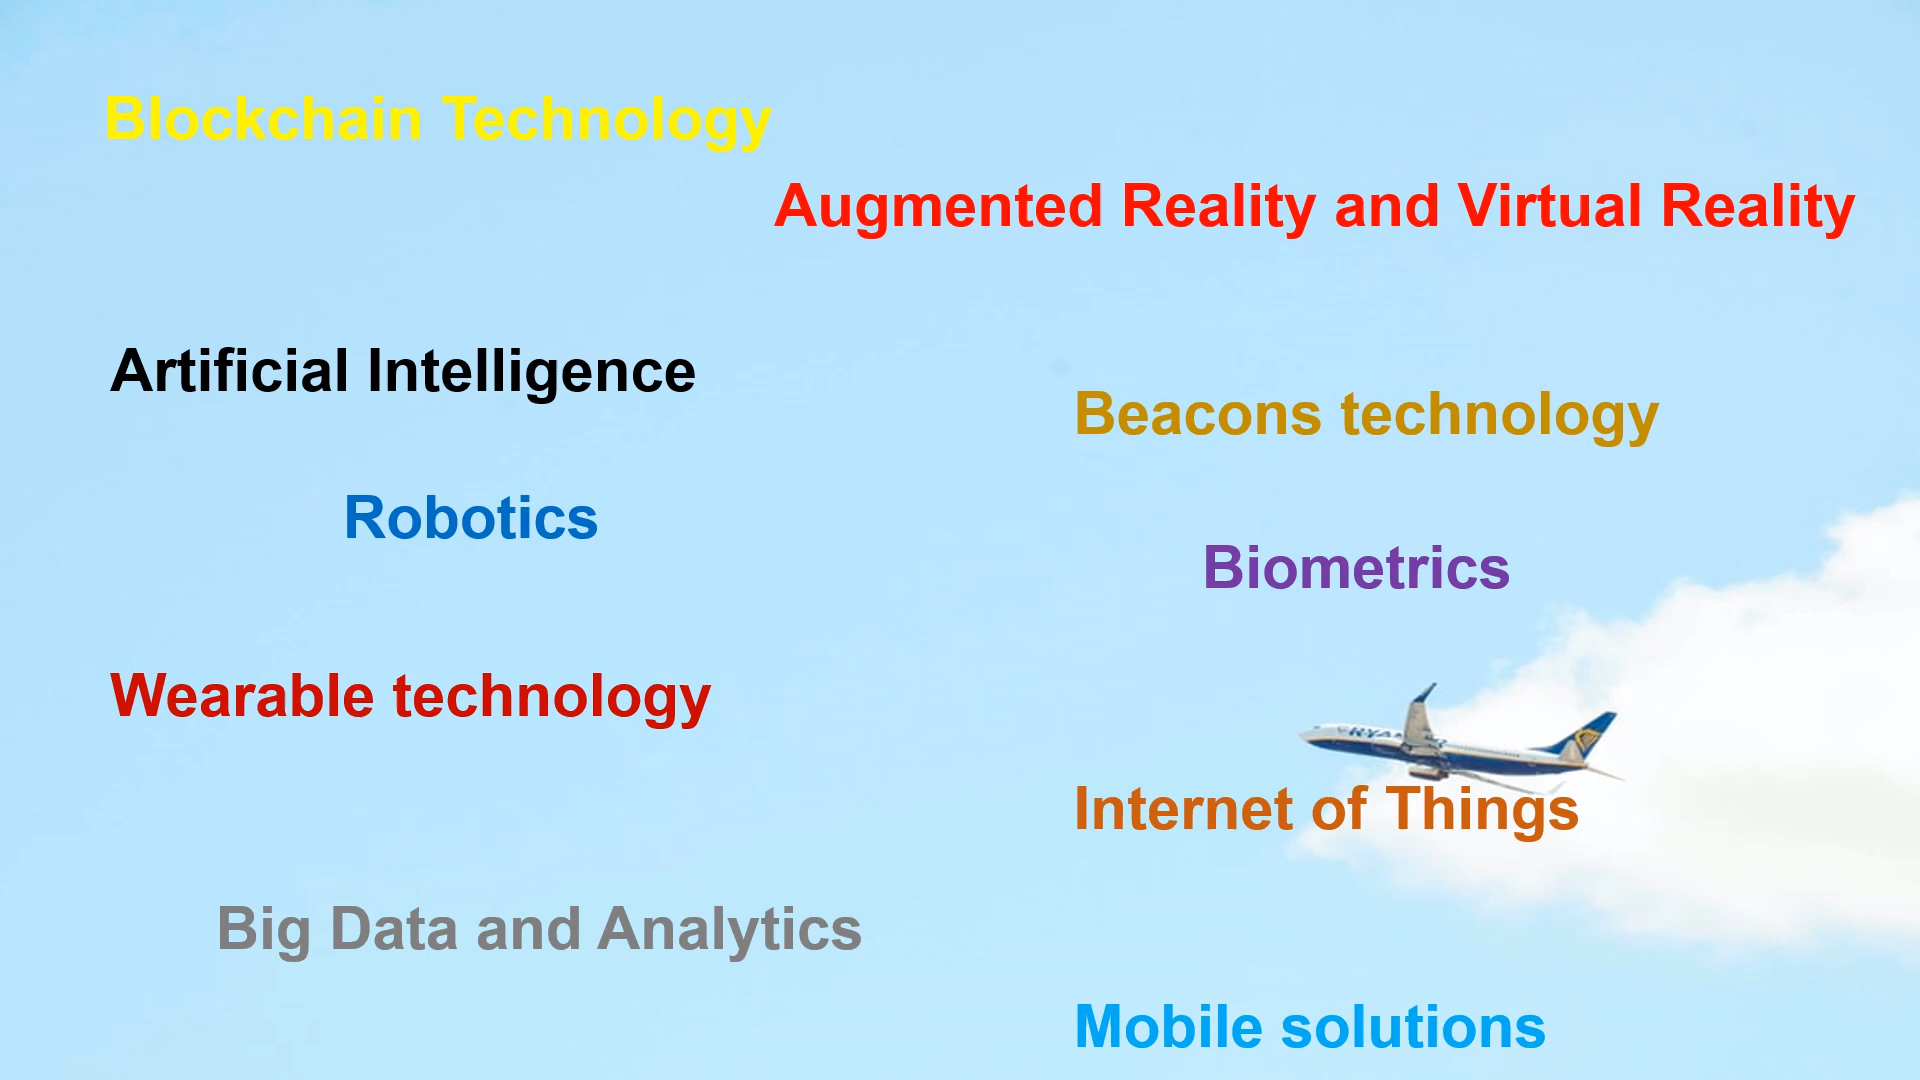 Blockchain Technology
Augmented Reality and Virtual Reality
Artificial Intelligence
Beacons technology
Robotics
Biometrics
Wearable technology
Internet of Things
Big Data and Analytics
Mobile solutions